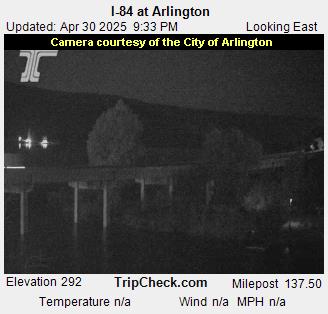 I-84 at Arlington
Updated: Apr 30 2025 9:33 PM Looking East
Camera courtesy of the City of Arlington
Elevation 292 TripCheck.com Milepost 137.50
Temperature n/a Wind n/a MPH n/a